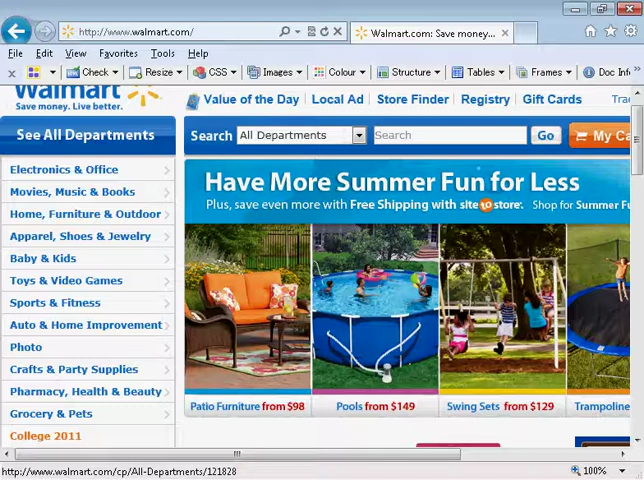 http://www.walmart.com/
Walmart.com: Save money...
File Edit View Favorites Tools Help
Check Resize CSS Images Colour Structure Tables Frames Doc Info
Walmart
Save money. Live better.
Value of the Day Local Ad Store Finder Registry Gift Cards
See All Departments
Search All Departments Search Go My Ca
Electronics & Office
Movies, Music & Books
Home, Furniture & Outdoor
Apparel, Shoes & Jewelry
Baby & Kids
Toys & Video Games
Sports & Fitness
Auto & Home Improvement
Photo
Crafts & Party Supplies
Pharmacy, Health & Beauty
Grocery & Pets
College 2011
Have More Summer Fun for Less
Plus, save even more with Free Shipping with site to store. Shop for Summer Fu
Patio Furniture from $98
Pools from $149
Swing Sets from $129
Trampoline
http://www.walmart.com/cp/All-Departments/121828
100%